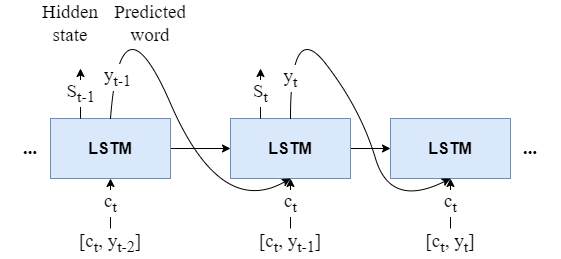 Hidden state
Predicted word
S_{t-1}
y_{t-1}
S_t
y_t
... LSTM LSTM LSTM ...
c_t c_t c_t
[c_t, y_{t-2}] [c_t, y_{t-1}] [c_t, y_t]